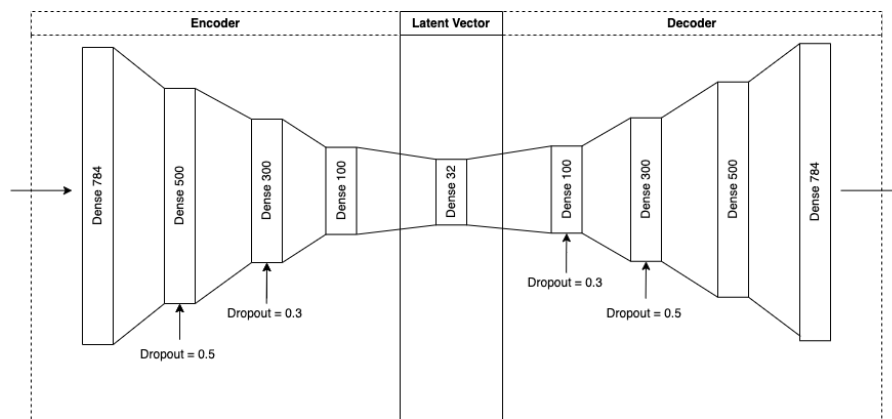 Encoder
Latent Vector
Decoder
Dense 784
Dense 500
Dense 300
Dense 100
Dense 32
Dense 100
Dense 300
Dense 500
Dense 784
Dropout = 0.5
Dropout = 0.3
Dropout = 0.3
Dropout = 0.5